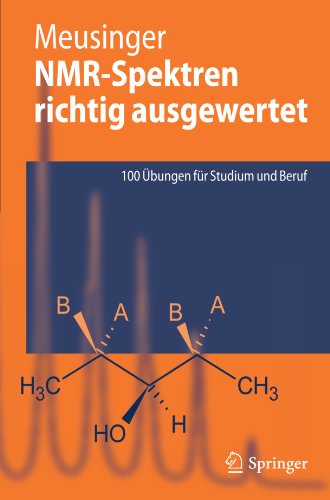 Meusinger
NMR-Spektren
richtig ausgewertet
100 Übungen für Studium und Beruf
B A B A
H₃C CH₃
HO H
Springer